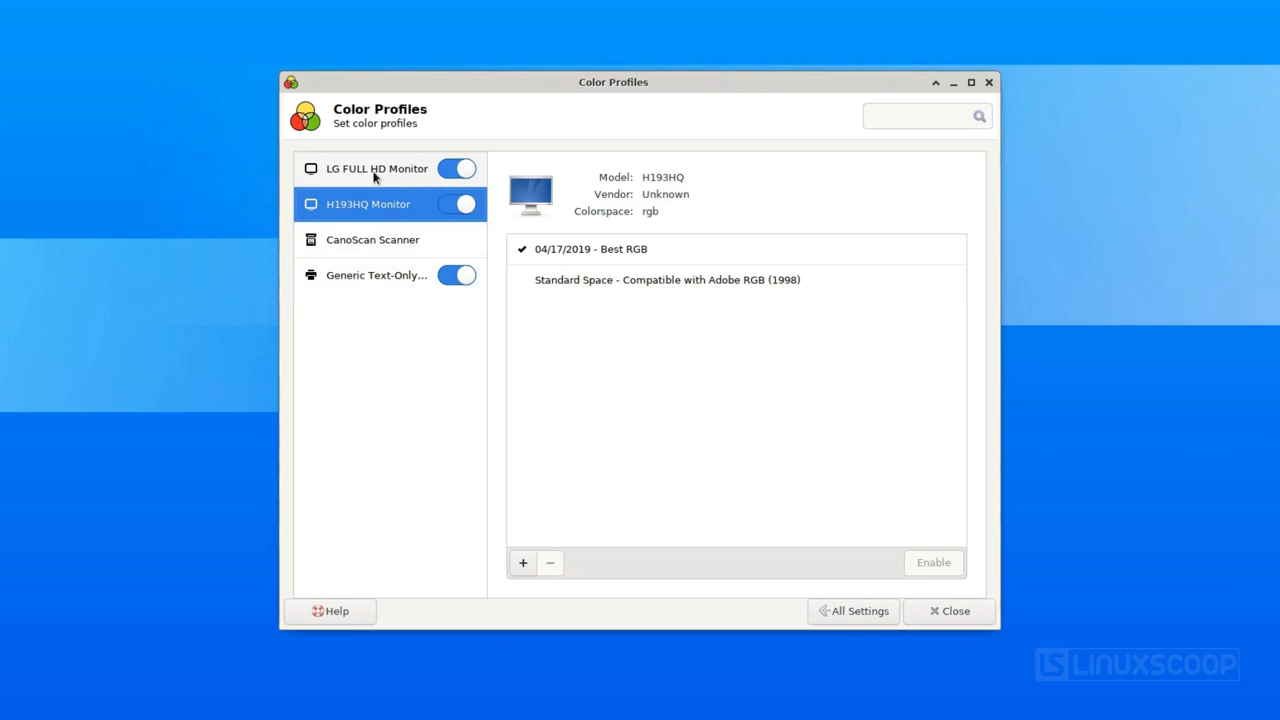 Color Profiles
Color Profiles
Set color profiles
LG FULL HD Monitor
H193HQ Monitor
CanoScan Scanner
Generic Text-Only...
Model: H193HQ
Vendor: Unknown
Colorspace: rgb
04/17/2019 - Best RGB
Standard Space - Compatible with Adobe RGB (1998)
Enable
Help
All Settings
Close
LS LINUXSCOOP